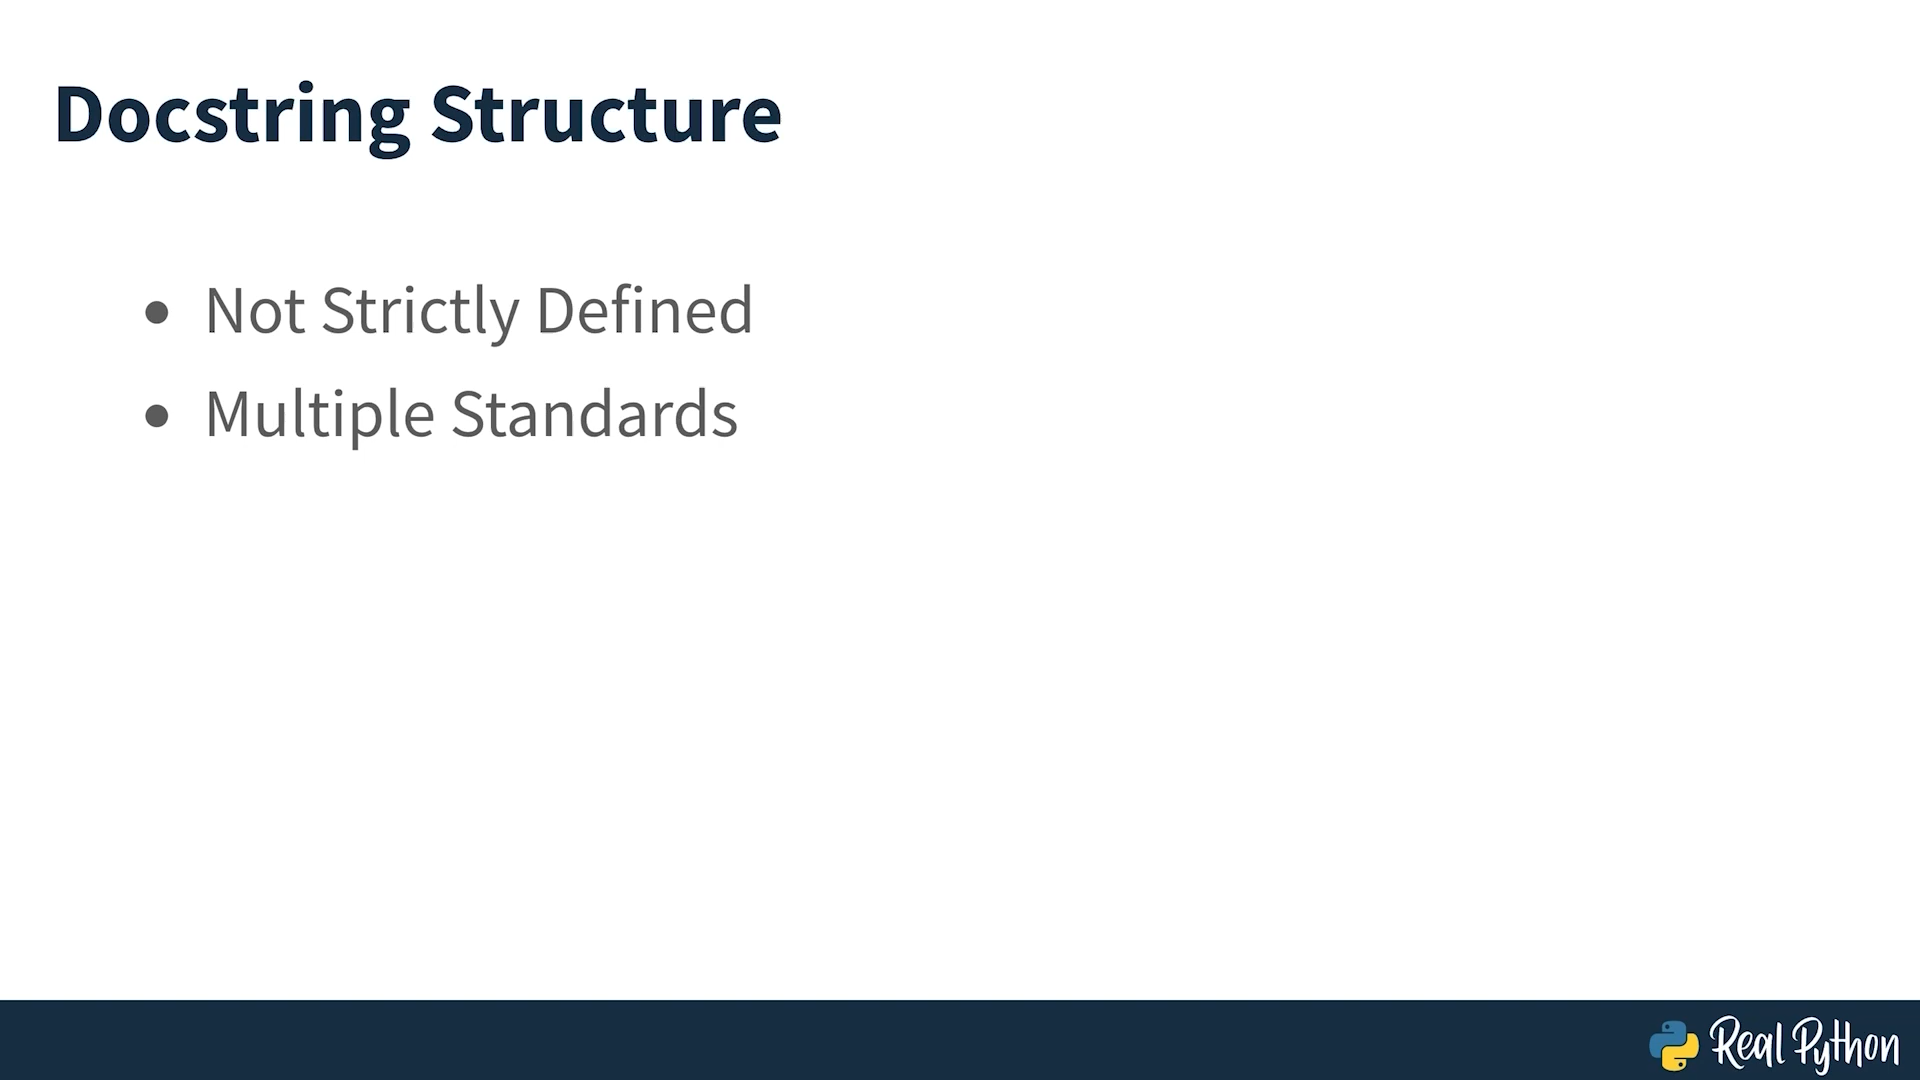 Docstring Structure
• Not Strictly Defined
• Multiple Standards
Real Python